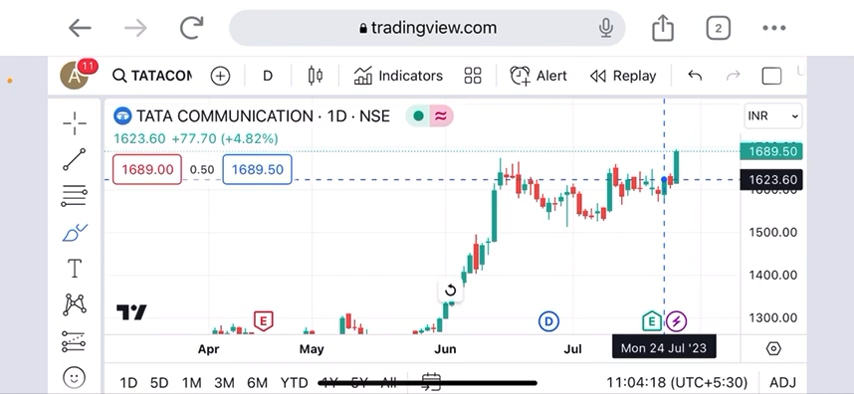 tradingview.com
2
A
11
TATACO
D
Indicators
Alert
Replay
TATA COMMUNICATION · 1D · NSE
INR
1623.60 +77.70 (+4.82%)
1689.00
0.50
1689.50
1689.50
1623.60
1500.00
1400.00
1300.00
T
E
D
E
Apr
May
Jun
Jul
Mon 24 Jul '23
1D
5D
1M
3M
6M
YTD
1Y
5Y
All
11:04:18 (UTC+5:30)
ADJ